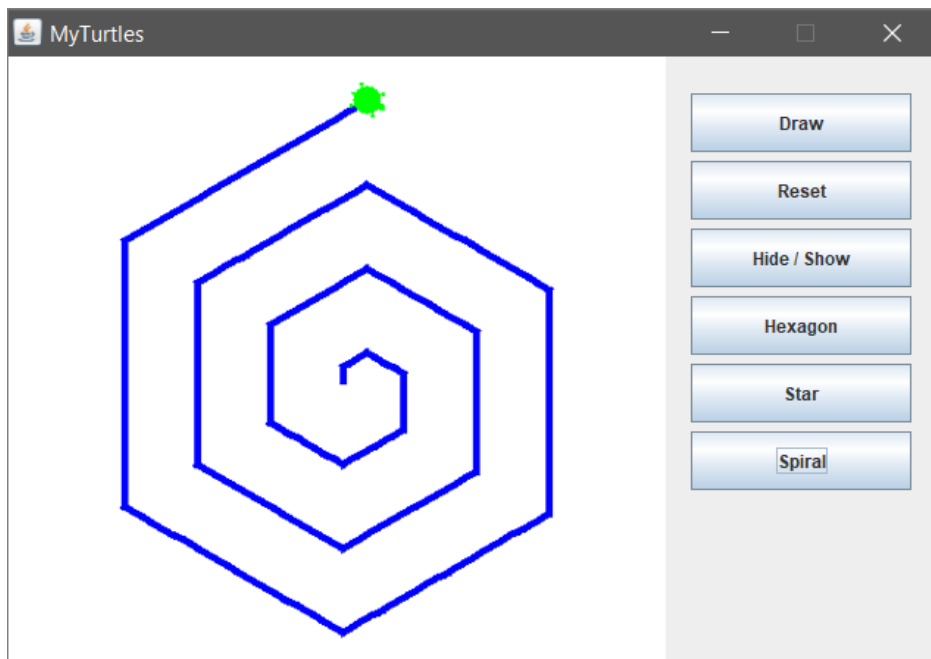 MyTurtles
Draw
Reset
Hide / Show
Hexagon
Star
Spiral